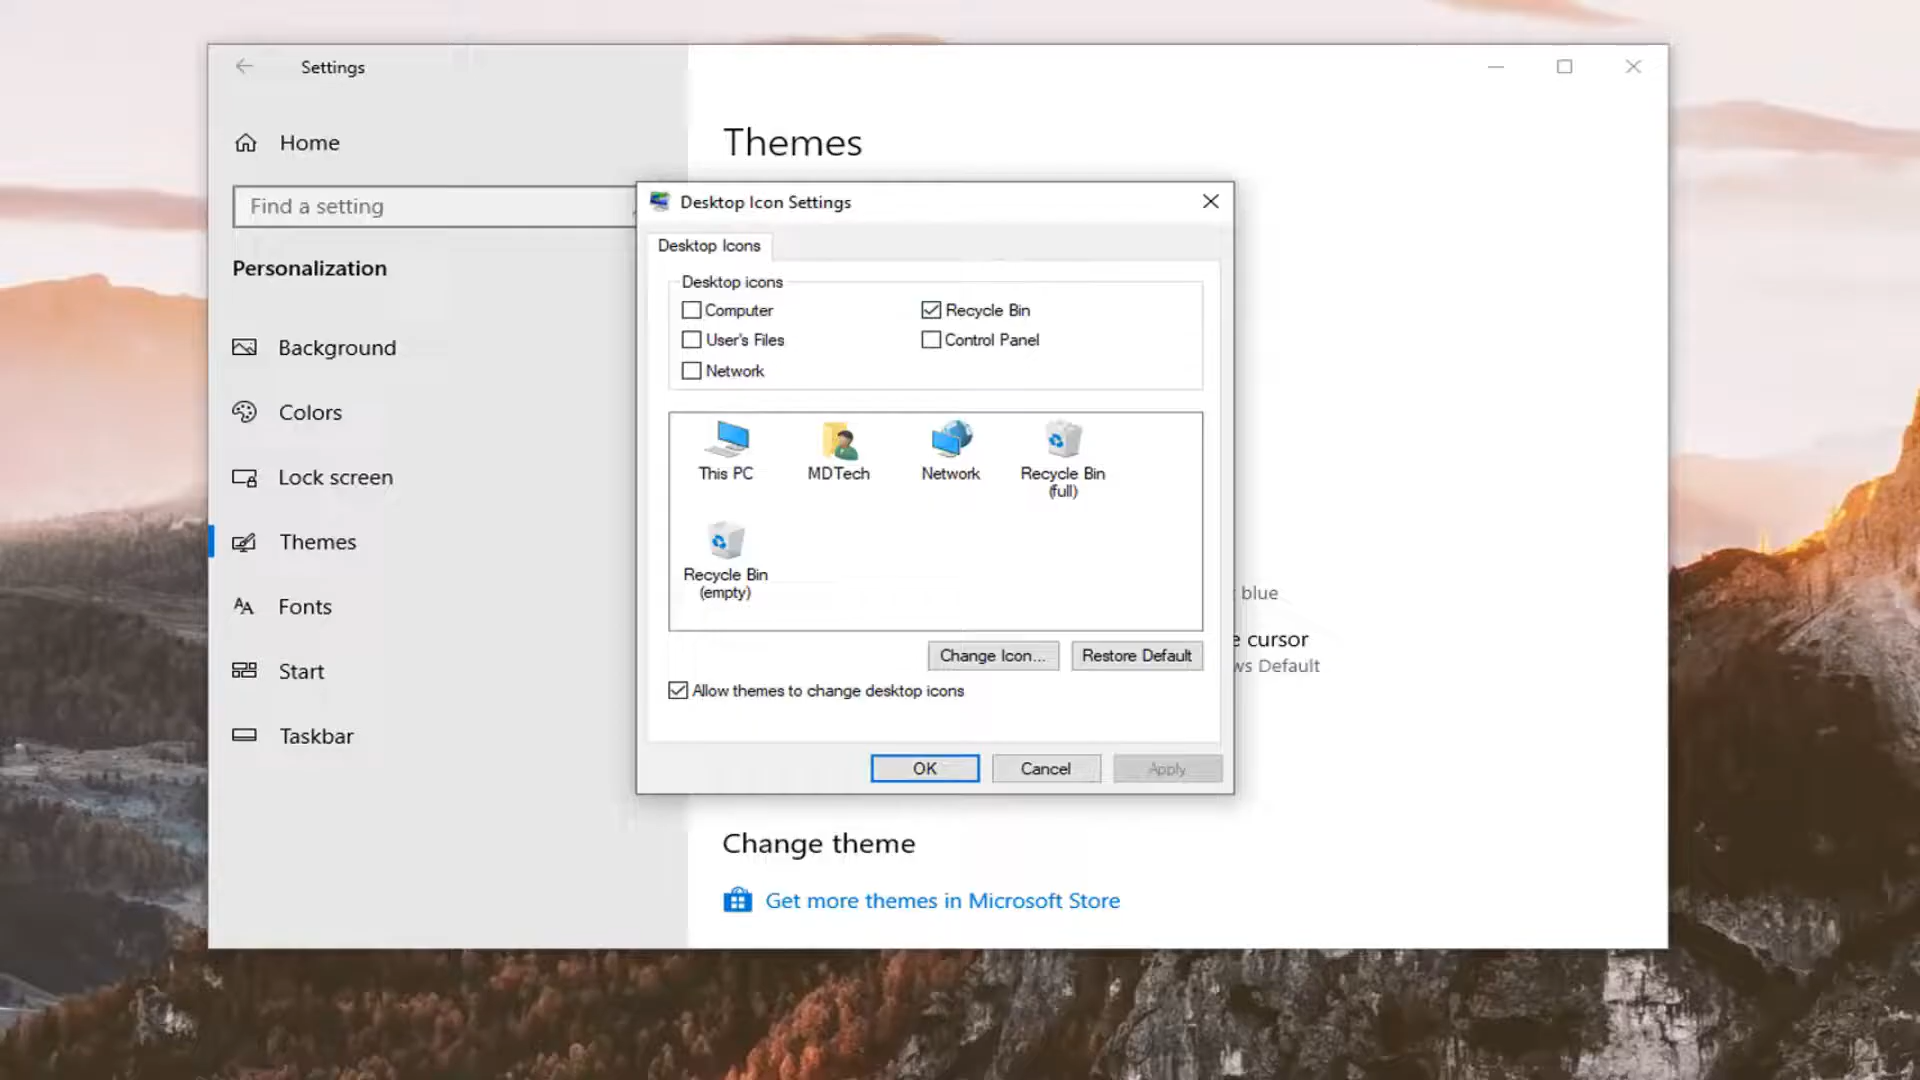 Settings
Home
Find a setting
Personalization
Background
Colors
Lock screen
Themes
Fonts
Start
Taskbar
Themes
Desktop Icon Settings
Desktop Icons
Desktop icons
Computer
Recycle Bin
User's Files
Control Panel
Network
This PC
MDTech
Network
Recycle Bin
(full)
Recycle Bin
(empty)
Change Icon...
Restore Default
Allow themes to change desktop icons
OK
Cancel
Apply
blue
cursor
Default
Change theme
Get more themes in Microsoft Store